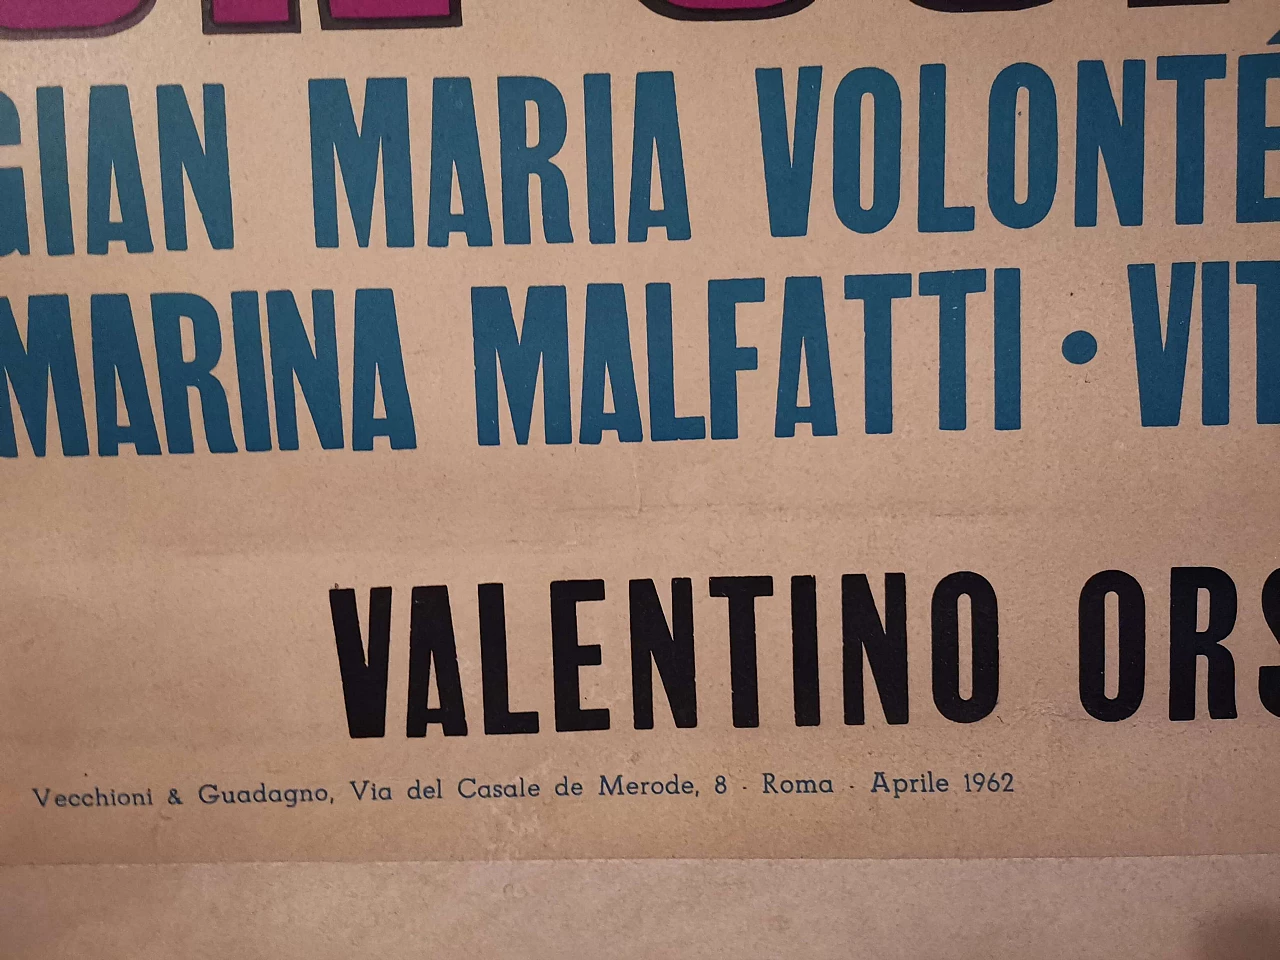 GIAN MARIA VOLONTÉ
MARINA MALFATTI • VIT
VALENTINO ORS
Vecchioni & Guadagno, Via del Casale de Merode, 8 - Roma - Aprile 1962